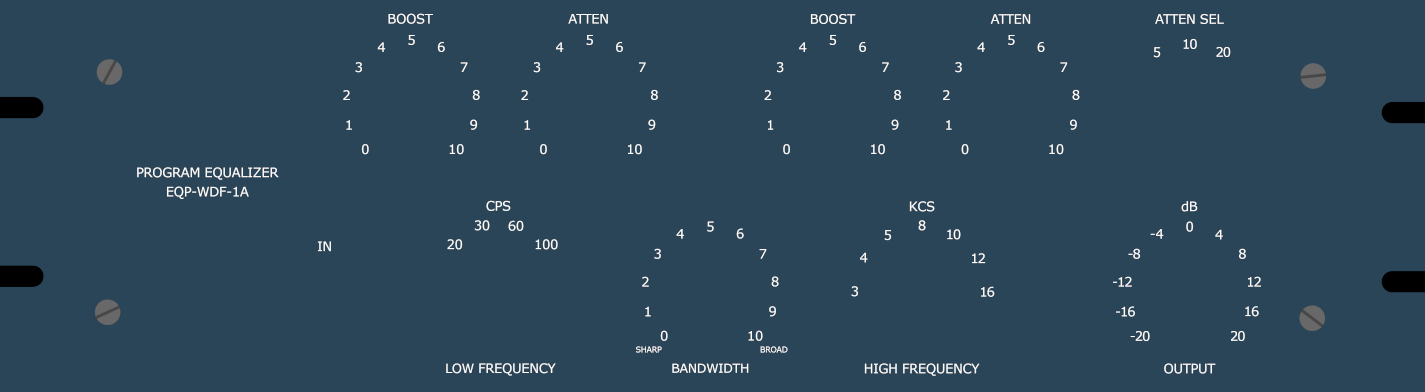 BOOST ATTEN BOOST ATTEN ATTEN SEL
0 1 2 3 4 5 6 7 8 9 10
0 1 2 3 4 5 6 7 8 9 10
0 1 2 3 4 5 6 7 8 9 10
0 1 2 3 4 5 6 7 8 9 10
5 10 20
PROGRAM EQUALIZER
EQP-WDF-1A
IN
CPS
20 30 60 100
0 1 2 3 4 5 6 7 8 9 10
SHARP BROAD
KCS
3 4 5 8 10 12 16
dB
-20 -16 -12 -8 -4 0 4 8 12 16 20
LOW FREQUENCY BANDWIDTH HIGH FREQUENCY OUTPUT